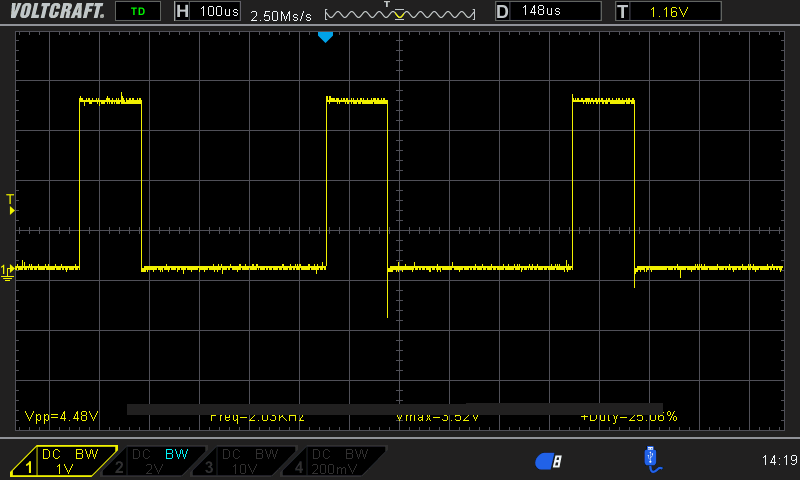 VOLTCRAFT. TD H 100us 2.50Ms/s T D 148us T 1.16V
T
1
Vpp=4.48V Freq=2.03KHz Vmax=3.52V +Duty=25.06%
DC BW DC BW DC BW DC BW
1 1V 2 2V 3 10V 4 200mV
14:19